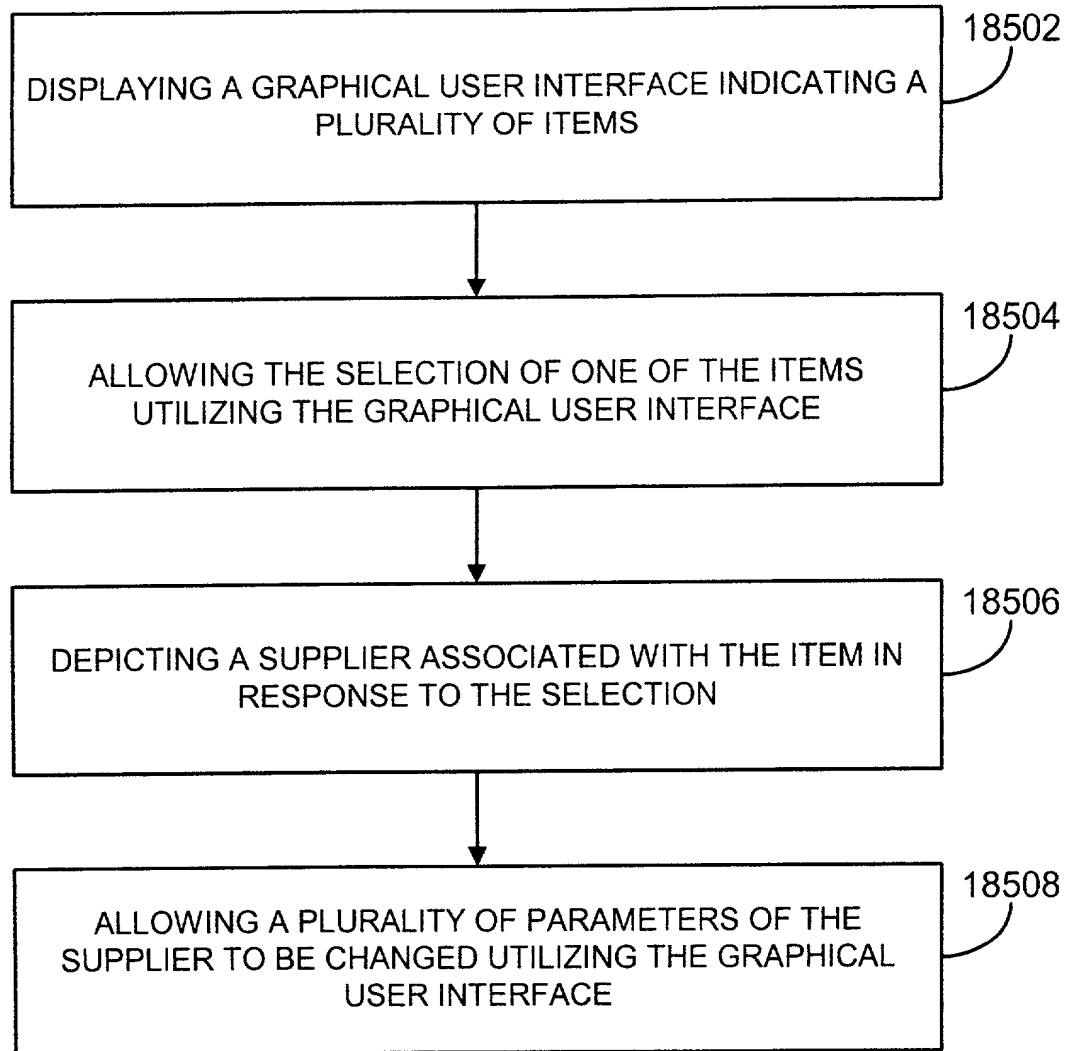 18502
DISPLAYING A GRAPHICAL USER INTERFACE INDICATING A
PLURALITY OF ITEMS
18504
ALLOWING THE SELECTION OF ONE OF THE ITEMS
UTILIZING THE GRAPHICAL USER INTERFACE
18506
DEPICTING A SUPPLIER ASSOCIATED WITH THE ITEM IN
RESPONSE TO THE SELECTION
18508
ALLOWING A PLURALITY OF PARAMETERS OF THE
SUPPLIER TO BE CHANGED UTILIZING THE GRAPHICAL
USER INTERFACE